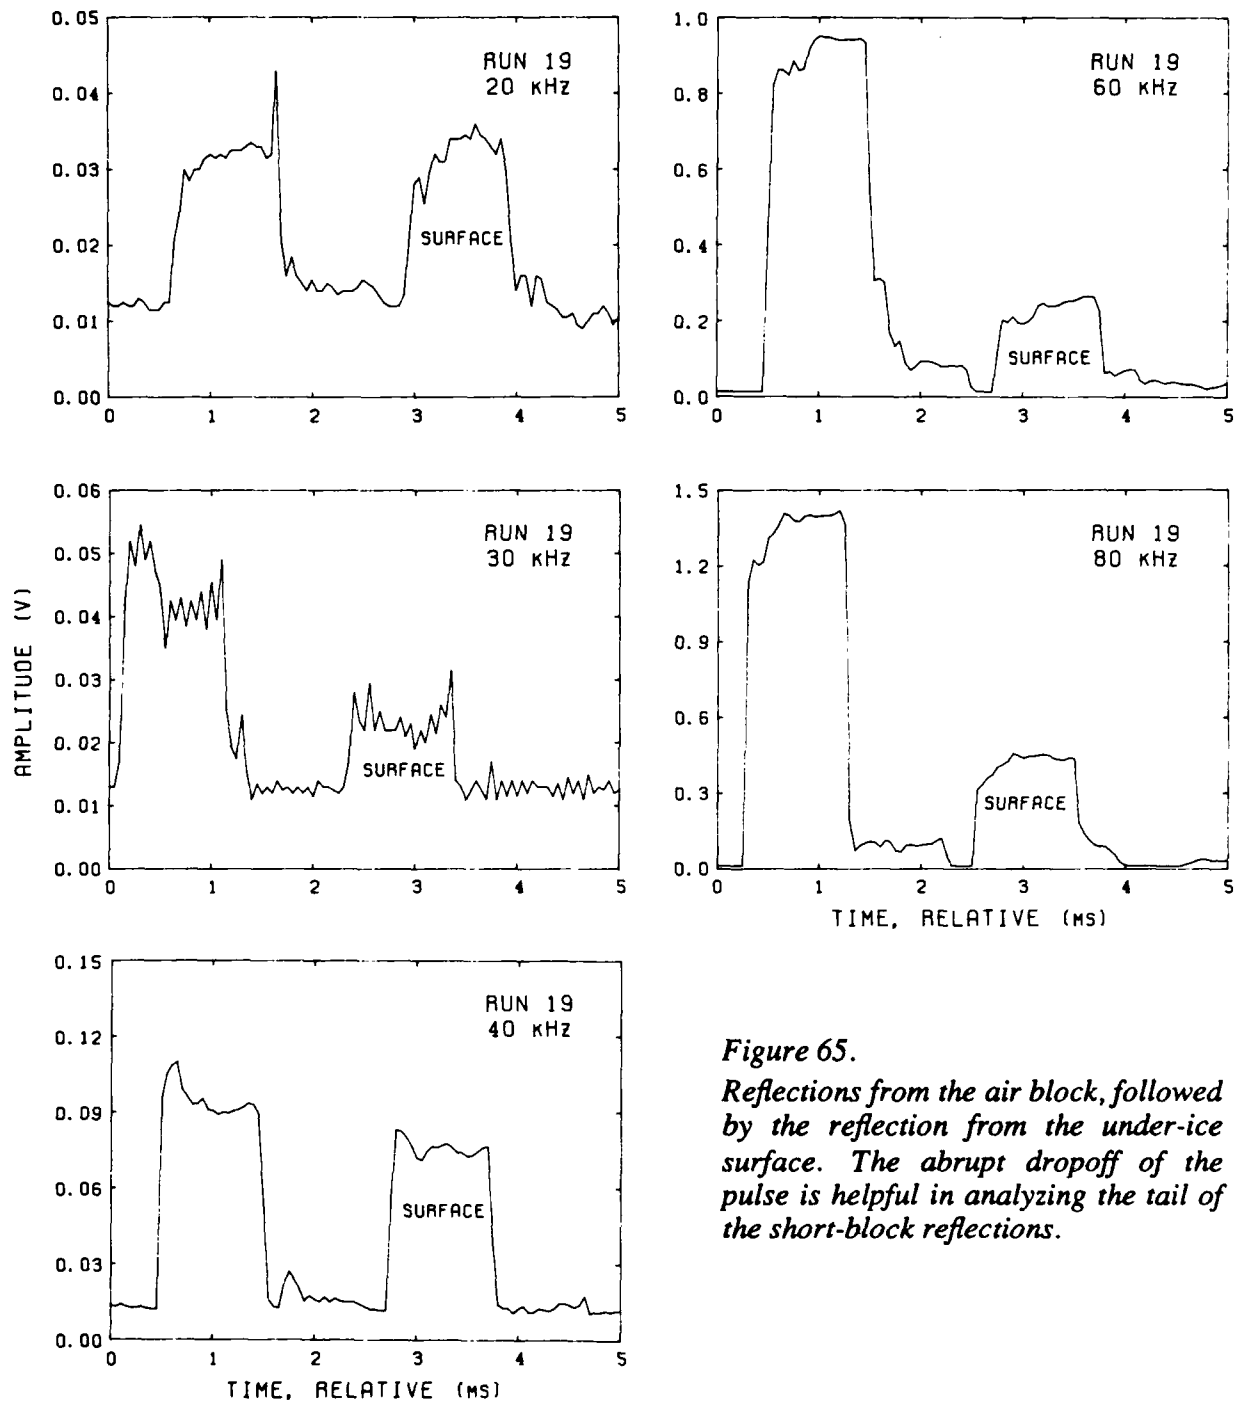 0.05
0.04
0.03
0.02
0.01
0.00
0 1 2 3 4 5
RUN 19
20 KHZ
SURFACE
1.0
0.8
0.6
0.4
0.2
0.0
0 1 2 3 4 5
RUN 19
60 KHZ
SURFACE
AMPLITUDE (V)
0.06
0.05
0.04
0.03
0.02
0.01
0.00
0 1 2 3 4 5
RUN 19
30 KHZ
SURFACE
1.5
1.2
0.9
0.6
0.3
0.0
0 1 2 3 4 5
RUN 19
80 KHZ
SURFACE
TIME, RELATIVE (MS)
0.15
0.12
0.09
0.06
0.03
0.00
0 1 2 3 4 5
RUN 19
40 KHZ
SURFACE
TIME, RELATIVE (MS)
Figure 65.
Reflections from the air block, followed
by the reflection from the under-ice
surface. The abrupt dropoff of the
pulse is helpful in analyzing the tail of
the short-block reflections.